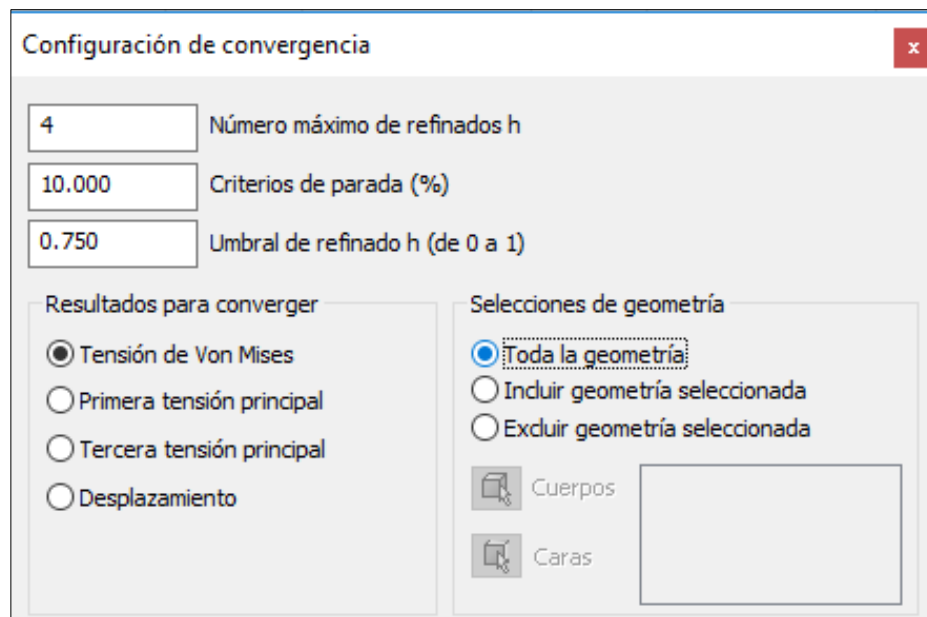 Configuración de convergencia
x
4 Número máximo de refinados h
10.000 Criterios de parada (%)
0.750 Umbral de refinado h (de 0 a 1)
Resultados para converger
Tensión de Von Mises
Primera tensión principal
Tercera tensión principal
Desplazamiento
Selecciones de geometría
Toda la geometría
Incluir geometría seleccionada
Excluir geometría seleccionada
Cuerpos
Caras